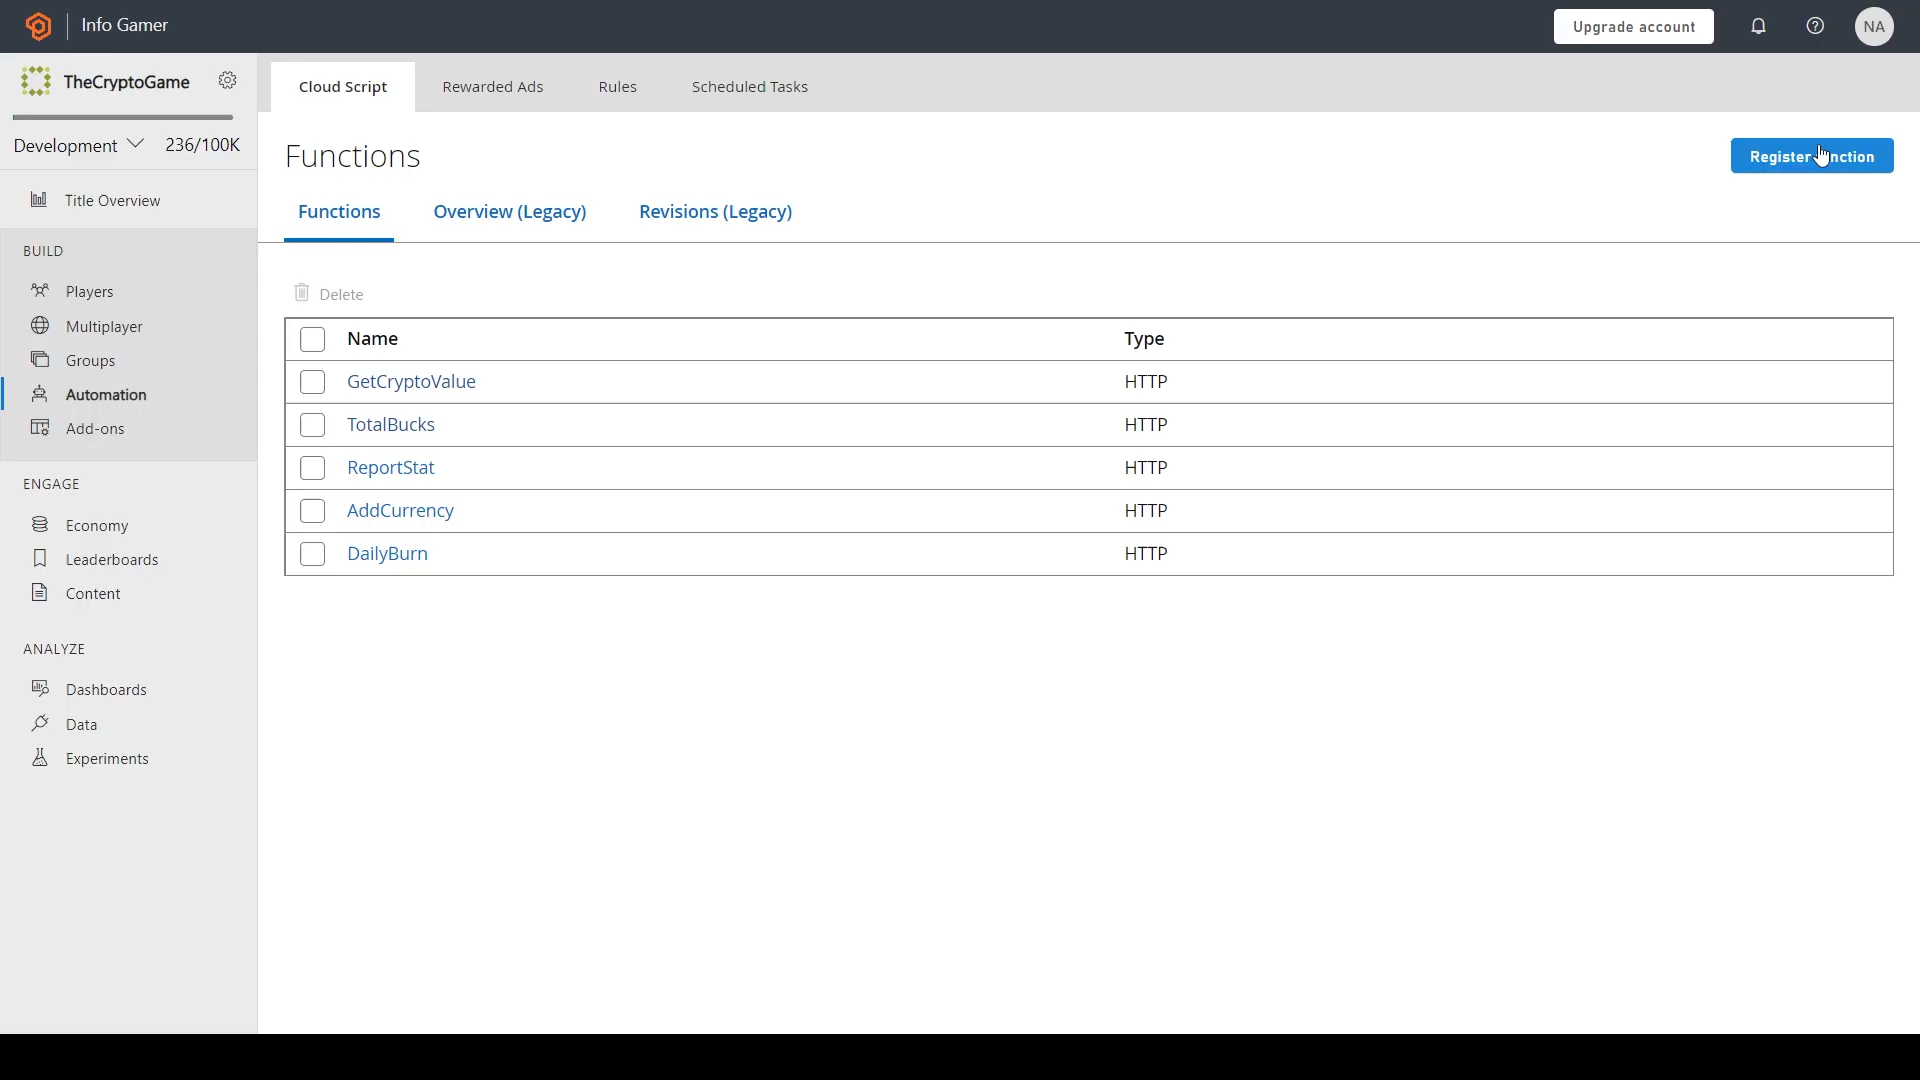 Info Gamer
Upgrade account
NA
TheCryptoGame
Development 236/100K
Title Overview
BUILD
Players
Multiplayer
Groups
Automation
Add-ons
ENGAGE
Economy
Leaderboards
Content
ANALYZE
Dashboards
Data
Experiments
Cloud Script
Rewarded Ads
Rules
Scheduled Tasks
Functions
Register
Functions
Overview (Legacy)
Revisions (Legacy)
Delete
Name Type
GetCryptoValue HTTP
TotalBucks HTTP
ReportStat HTTP
AddCurrency HTTP
DailyBurn HTTP